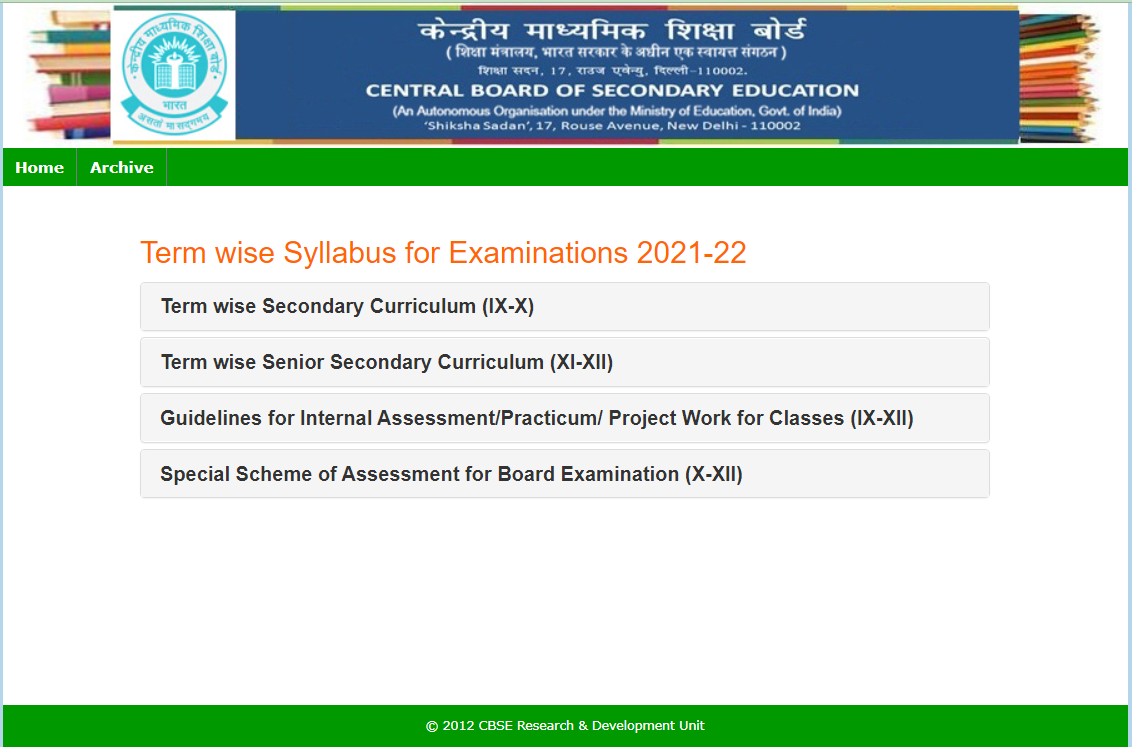 केन्द्रीय माध्यमिक शिक्षा बोर्ड
( शिक्षा मंत्रालय, भारत सरकार के अधीन एक स्वायत्त संगठन )
शिक्षा सदन, 17, राउज एवेन्यु, दिल्ली-110002.
CENTRAL BOARD OF SECONDARY EDUCATION
(An Autonomous Organisation under the Ministry of Education, Govt. of India)
'Shiksha Sadan', 17, Rouse Avenue, New Delhi - 110002
केन्द्रीय माध्यमिक शिक्षा बोर्ड
भारत
असतो मा सद्गमय
Home
Archive
Term wise Syllabus for Examinations 2021-22
Term wise Secondary Curriculum (IX-X)
Term wise Senior Secondary Curriculum (XI-XII)
Guidelines for Internal Assessment/Practicum/ Project Work for Classes (IX-XII)
Special Scheme of Assessment for Board Examination (X-XII)
© 2012 CBSE Research & Development Unit